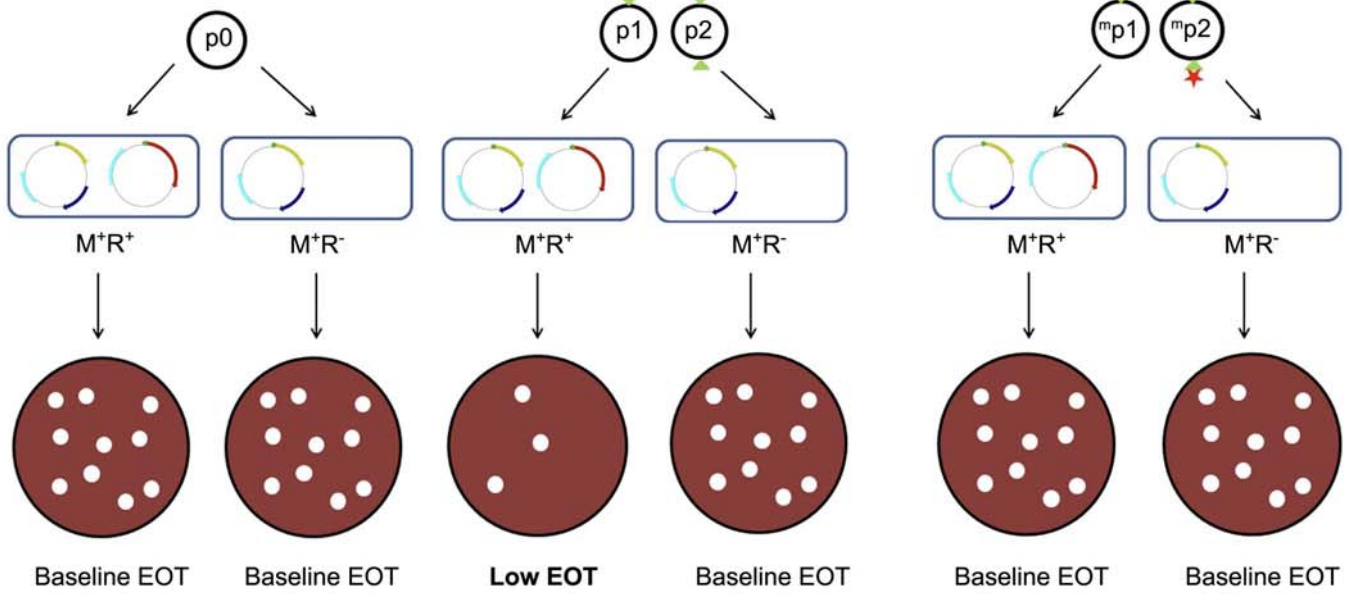 p0
p1 p2
ᵐp1 ᵐp2
M⁺R⁺ M⁺R⁻ M⁺R⁺ M⁺R⁻ M⁺R⁺ M⁺R⁻
Baseline EOT Baseline EOT Low EOT Baseline EOT Baseline EOT Baseline EOT